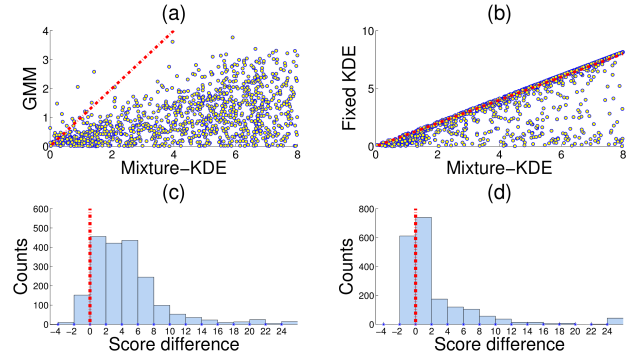 (a)
4
3
2
1
0
GMM
0 2 4 6 8
Mixture-KDE
(b)
10
5
0
Fixed KDE
0 2 4 6 8
Mixture-KDE
(c)
600
500
400
300
200
100
0
Counts
-4 -2 0 2 4 6 8 10 12 14 16 18 20 22 24
Score difference
(d)
800
600
400
200
0
Counts
-4 -2 0 2 4 6 8 10 12 14 16 18 20 22 24
Score difference